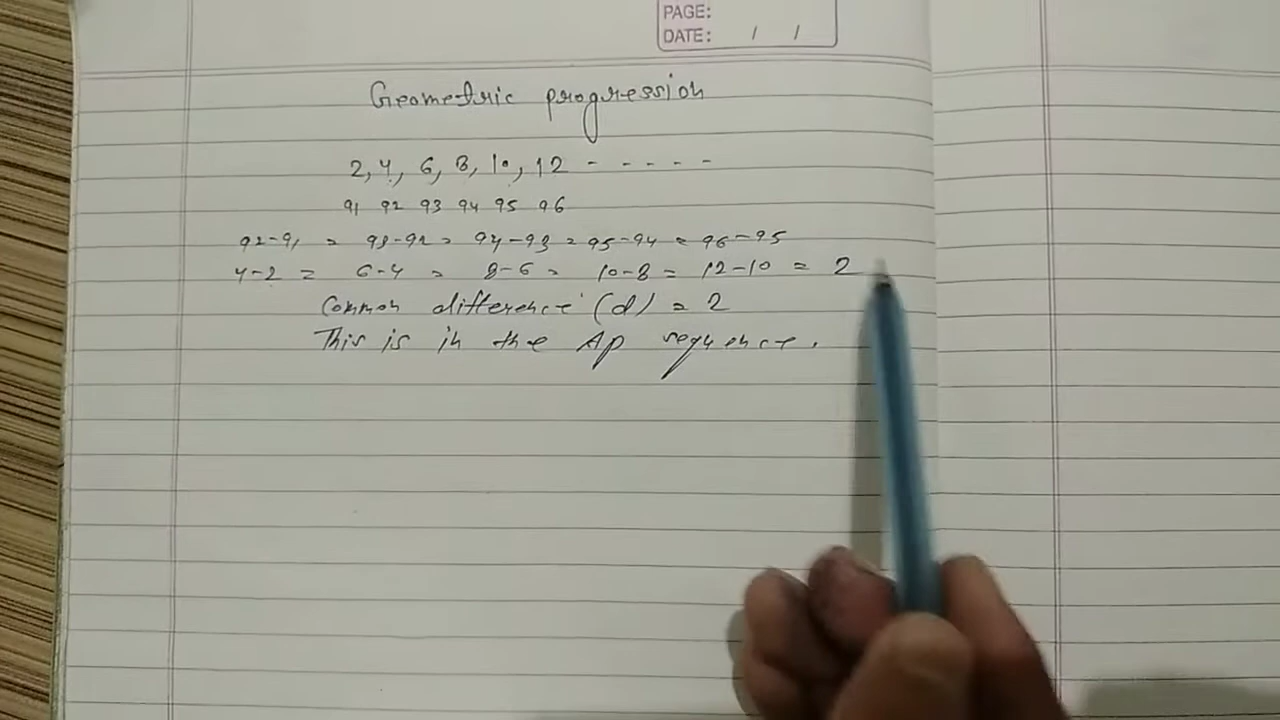 PAGE:
DATE: / /
Geometric progression
2, 4, 6, 8, 10, 12 - - - - -
a1 a2 a3 a4 a5 a6
a2-a1 = a3-a2 = a4-a3 = a5-a4 = a6-a5
4-2 = 6-4 = 8-6 = 10-8 = 12-10 = 2
Common difference (d) = 2
This is in the AP sequence.